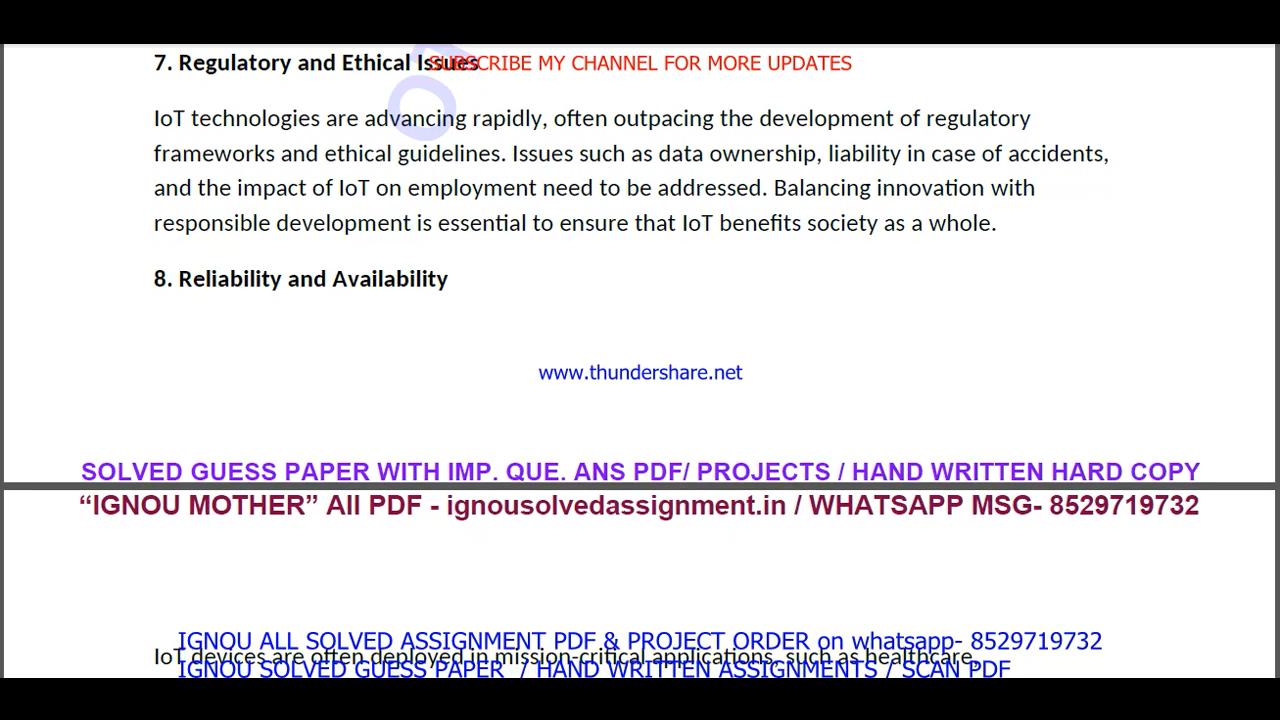 7. Regulatory and Ethical Issues
SUBSCRIBE MY CHANNEL FOR MORE UPDATES
IoT technologies are advancing rapidly, often outpacing the development of regulatory
frameworks and ethical guidelines. Issues such as data ownership, liability in case of accidents,
and the impact of IoT on employment need to be addressed. Balancing innovation with
responsible development is essential to ensure that IoT benefits society as a whole.
8. Reliability and Availability
www.thundershare.net
SOLVED GUESS PAPER WITH IMP. QUE. ANS PDF/ PROJECTS / HAND WRITTEN HARD COPY
“IGNOU MOTHER” All PDF - ignousolvedassignment.in / WHATSAPP MSG- 8529719732
IGNOU ALL SOLVED ASSIGNMENT PDF & PROJECT ORDER on whatsapp- 8529719732
IoT devices are often deployed in mission-critical applications, such as healthcare,
IGNOU SOLVED GUESS PAPER / HAND WRITTEN ASSIGNMENTS / SCAN PDF